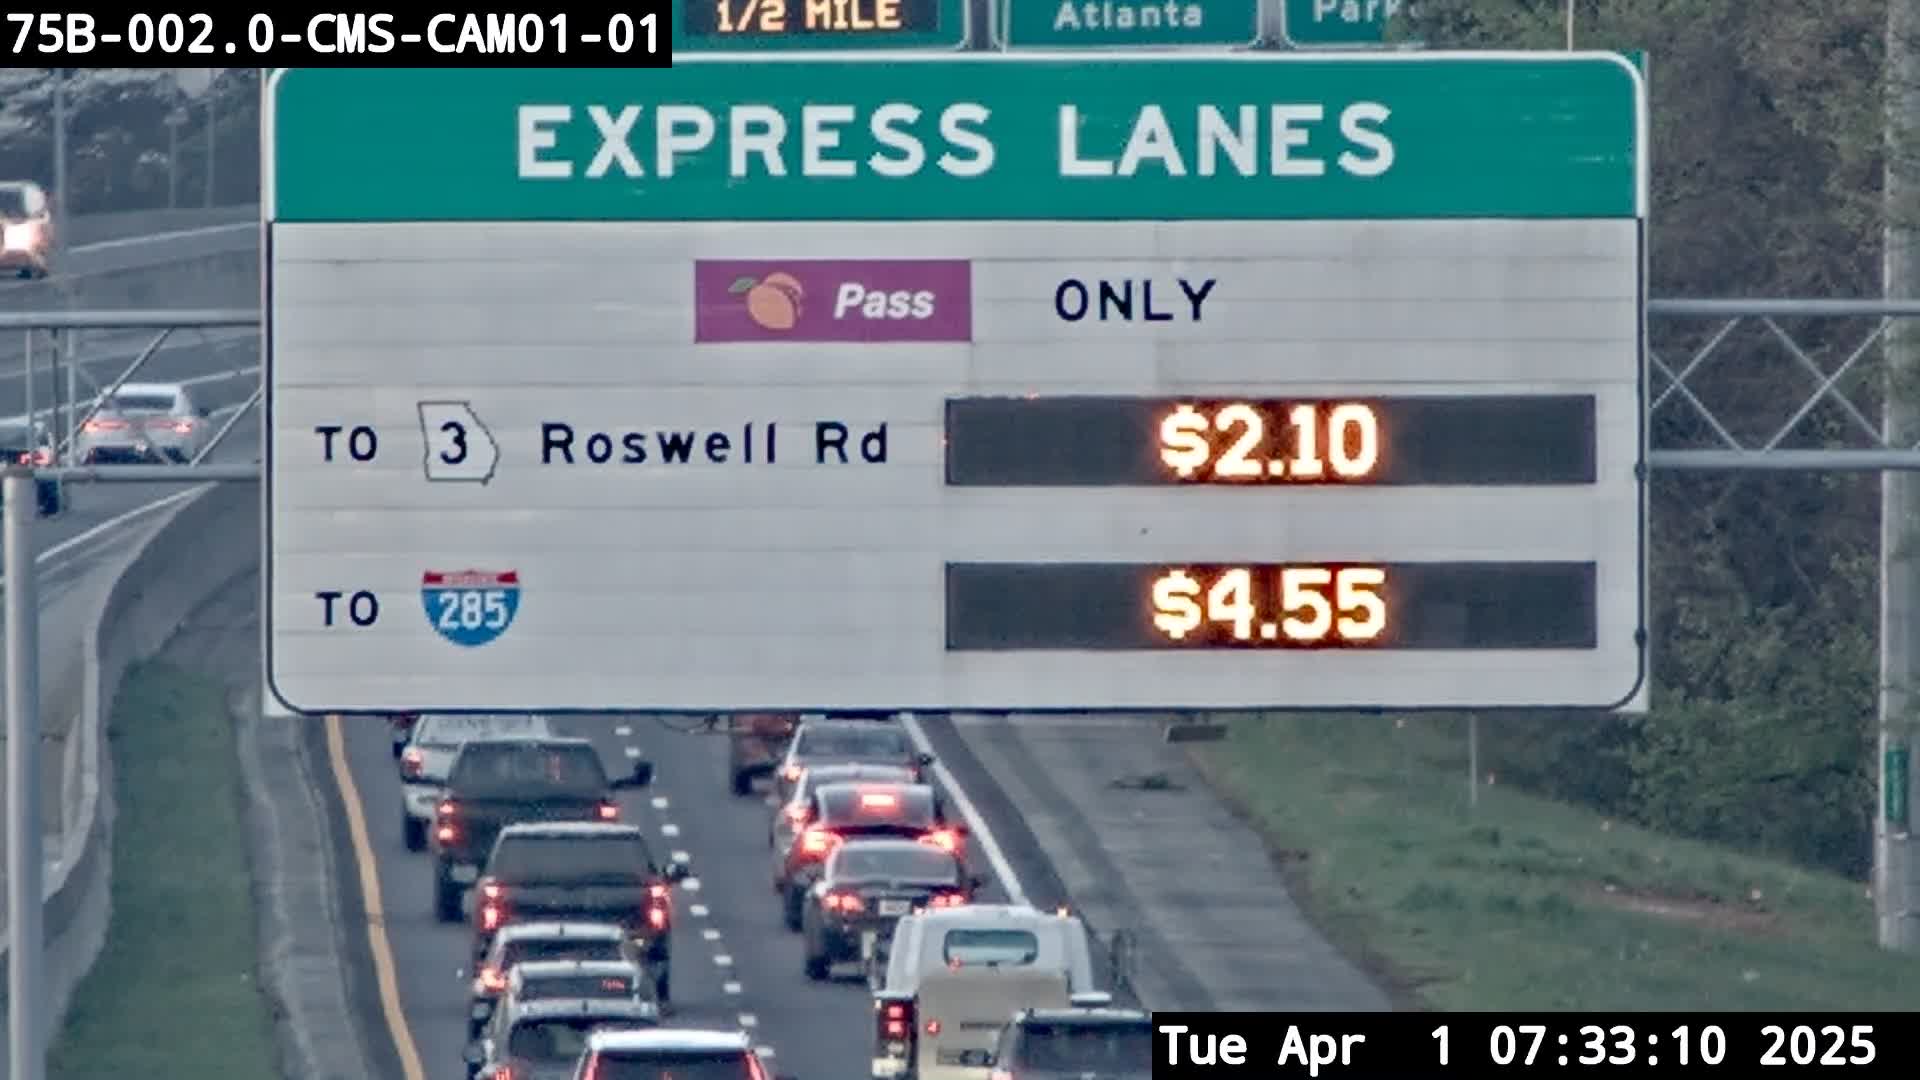 75B-002.0-CMS-CAM01-01
1/2 MILE
Atlanta
EXPRESS LANES
Pass ONLY
TO 3 Roswell Rd $2.10
TO 285 $4.55
Tue Apr 1 07:33:10 2025